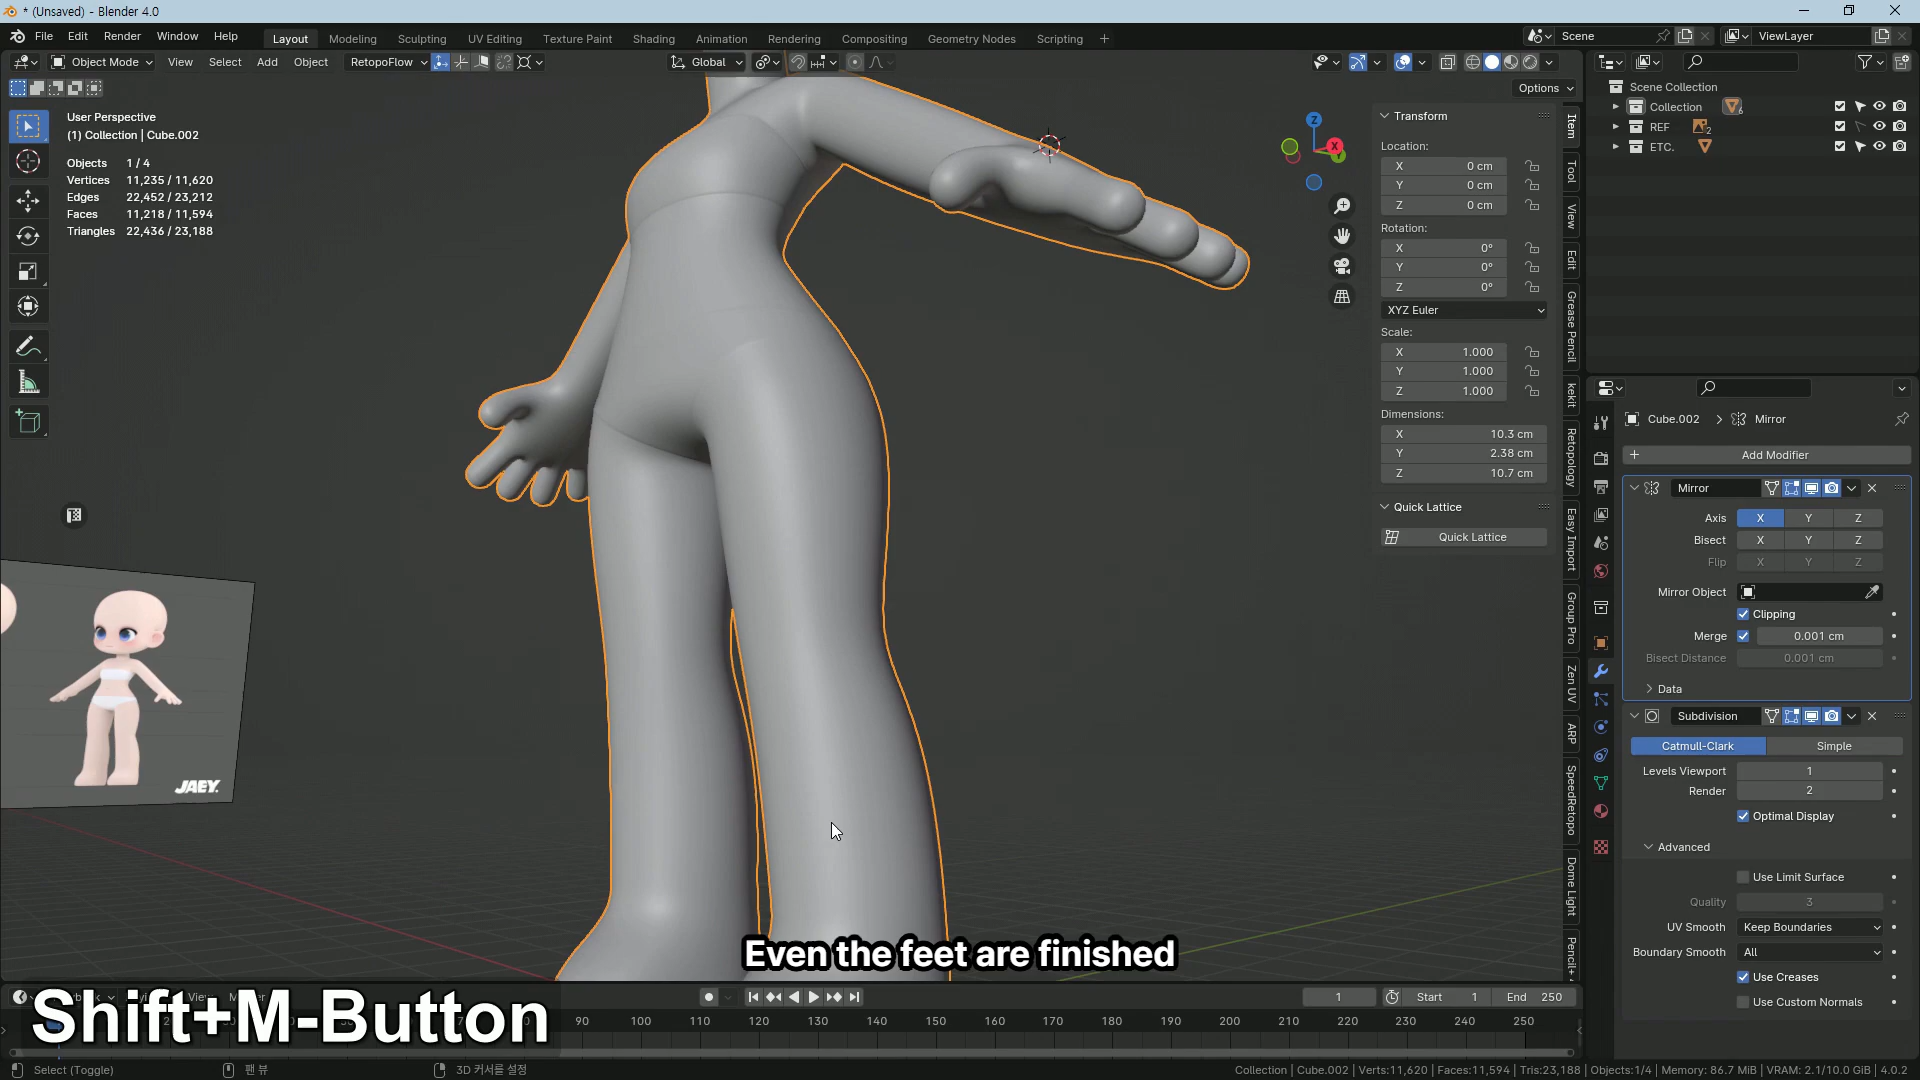 * (Unsaved) - Blender 4.0
File Edit Render Window Help
Layout Modeling Sculpting UV Editing Texture Paint Shading Animation Rendering Compositing Geometry Nodes Scripting +
Scene
ViewLayer
Object Mode View Select Add Object RetopoFlow Global
Options
User Perspective
(1) Collection | Cube.002
Objects 1 / 4
Vertices 11,235 / 11,620
Edges 22,452 / 23,212
Faces 11,218 / 11,594
Triangles 22,436 / 23,188
Z
X
Y
Transform
Location:
X 0 cm
Y 0 cm
Z 0 cm
Rotation:
X 0°
Y 0°
Z 0°
XYZ Euler
Scale:
X 1.000
Y 1.000
Z 1.000
Dimensions:
X 10.3 cm
Y 2.38 cm
Z 10.7 cm
Quick Lattice
Quick Lattice
Item
Tool
View
Edit
Grease Pencil
kekit
Retopology
Easy Import
Group Pro
Zen UV
ARP
SpeedRetopo
Dome Light
Pencil+
Scene Collection
Collection 6
REF 2
ETC.
Cube.002 > Mirror
Add Modifier
Mirror
Axis X Y Z
Bisect X Y Z
Flip X Y Z
Mirror Object
Clipping
Merge 0.001 cm
Bisect Distance 0.001 cm
Data
Subdivision
Catmull-Clark Simple
Levels Viewport 1
Render 2
Optimal Display
Advanced
Use Limit Surface
Quality 3
UV Smooth Keep Boundaries
Boundary Smooth All
Use Creases
Use Custom Normals
JAEY.
Even the feet are finished
Shift+M-Button
View
1 Start 1 End 250
90 100 110 120 130 140 150 160 170 180 190 200 210 220 230 240 250
Select (Toggle) 팬 뷰 3D 커서를 설정
Collection | Cube.002 | Verts:11,620 | Faces:11,594 | Tris:23,188 | Objects:1/4 | Memory: 86.7 MiB | VRAM: 2.1/10.0 GiB | 4.0.2